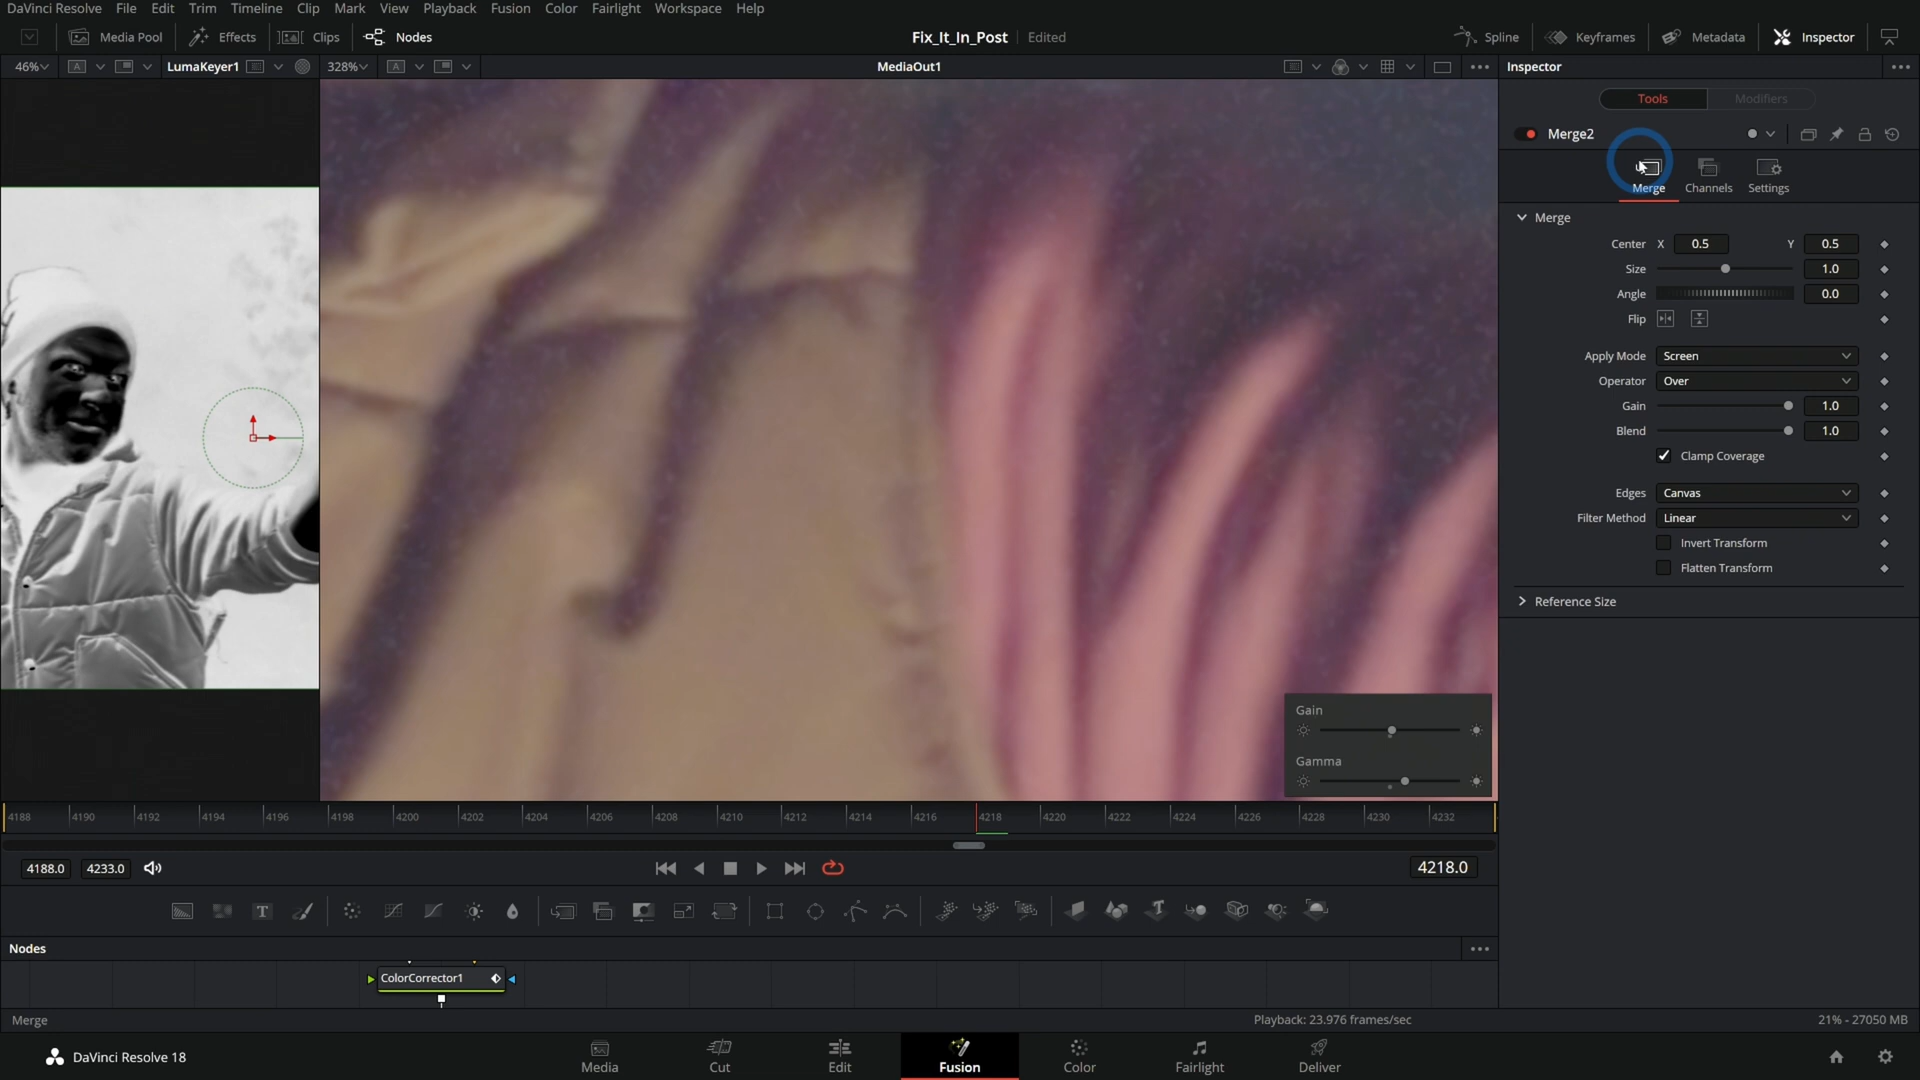 DaVinci Resolve File Edit Trim Timeline Clip Mark View Playback Fusion Color Fairlight Workspace Help
Media Pool Effects Clips Nodes Fix_It_In_Post Edited Spline Keyframes Metadata Inspector
46% A LumaKeyer1 328% A MediaOut1 Inspector
Tools Modifiers
Merge2
Merge Channels Settings
Merge
Center X 0.5 Y 0.5
Size 1.0
Angle 0.0
Flip
Apply Mode Screen
Operator Over
Gain 1.0
Blend 1.0
Clamp Coverage
Edges Canvas
Filter Method Linear
Invert Transform
Flatten Transform
Reference Size
Gain
Gamma
4188 4190 4192 4194 4196 4198 4200 4202 4204 4206 4208 4210 4212 4214 4216 4218 4220 4222 4224 4226 4228 4230 4232
4188.0 4233.0 4218.0
T T
Nodes
ColorCorrector1
Merge Playback: 23.976 frames/sec 21% - 27050 MB
DaVinci Resolve 18 Media Cut Edit Fusion Color Fairlight Deliver